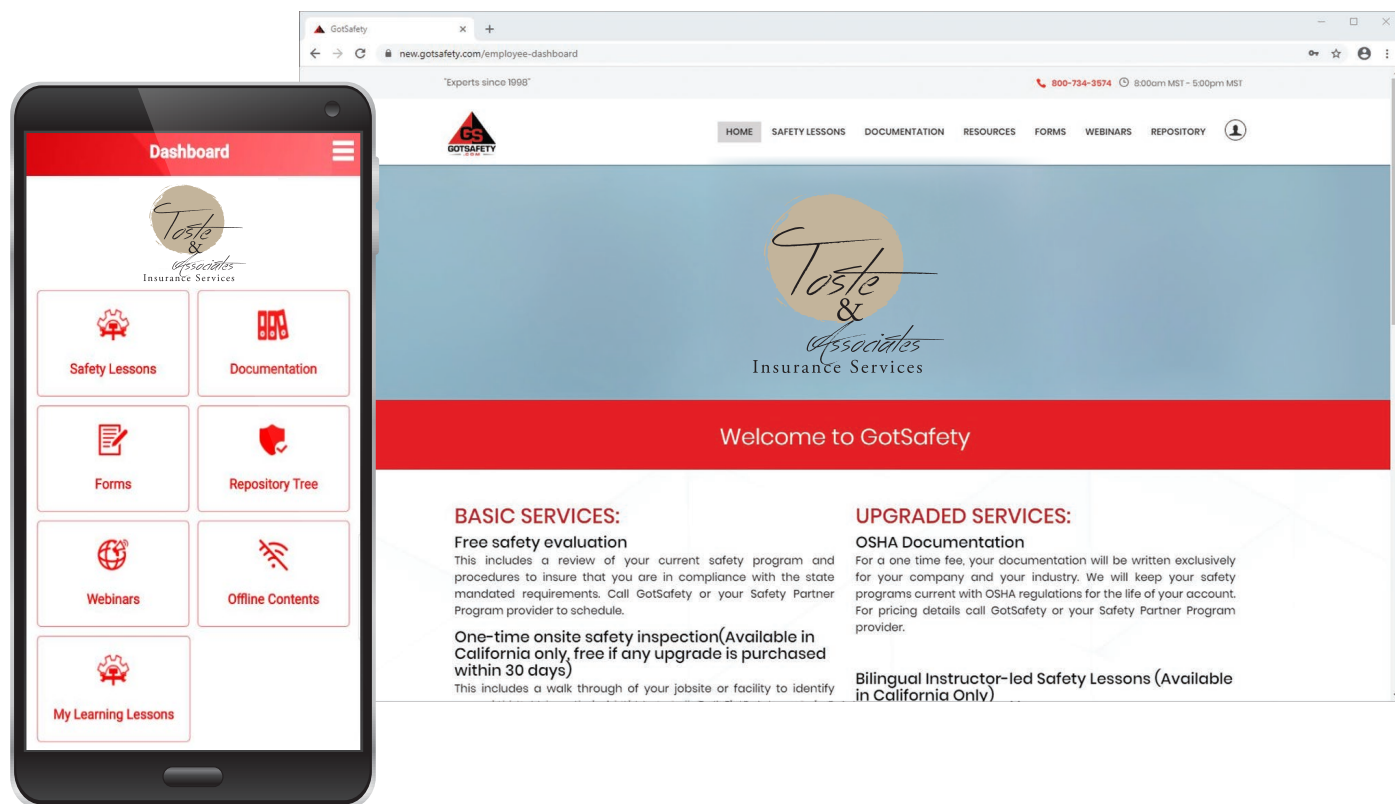 GotSafety
new.gotsafety.com/employee-dashboard
"Experts since 1998"
800-734-3574 8:00am MST - 5:00pm MST
GS
GOTSAFETY
.COM
HOME SAFETY LESSONS DOCUMENTATION RESOURCES FORMS WEBINARS REPOSITORY
Toste
&
Associates
Insurance Services
Welcome to GotSafety
BASIC SERVICES:
Free safety evaluation
This includes a review of your current safety program and
procedures to insure that you are in compliance with the state
mandated requirements. Call GotSafety or your Safety Partner
Program provider to schedule.
One-time onsite safety inspection(Available in
California only, free if any upgrade is purchased
within 30 days)
This includes a walk through of your jobsite or facility to identify
UPGRADED SERVICES:
OSHA Documentation
For a one time fee, your documentation will be written exclusively
for your company and your industry. We will keep your safety
programs current with OSHA regulations for the life of your account.
For pricing details call GotSafety or your Safety Partner Program
provider.
Bilingual Instructor-led Safety Lessons (Available
in California Only)
Dashboard
Toste
&
Associates
Insurance Services
Safety Lessons
Documentation
Forms
Repository Tree
Webinars
Offline Contents
My Learning Lessons